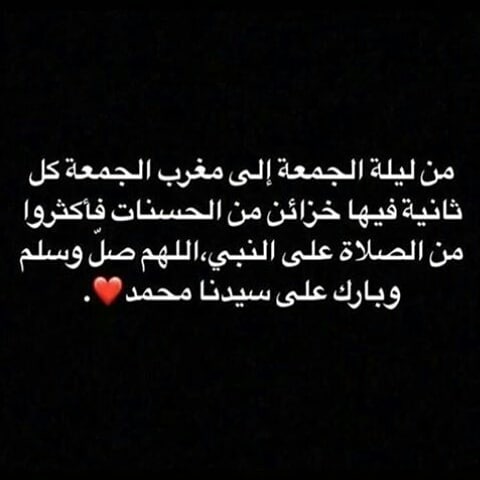 من ليلة الجمعة إلى مغرب الجمعة كل
ثانية فيها خزائن من الحسنات فأكثروا
من الصلاة على النبي،اللهم صلّ وسلم
وبارك على سيدنا محمد❤️.